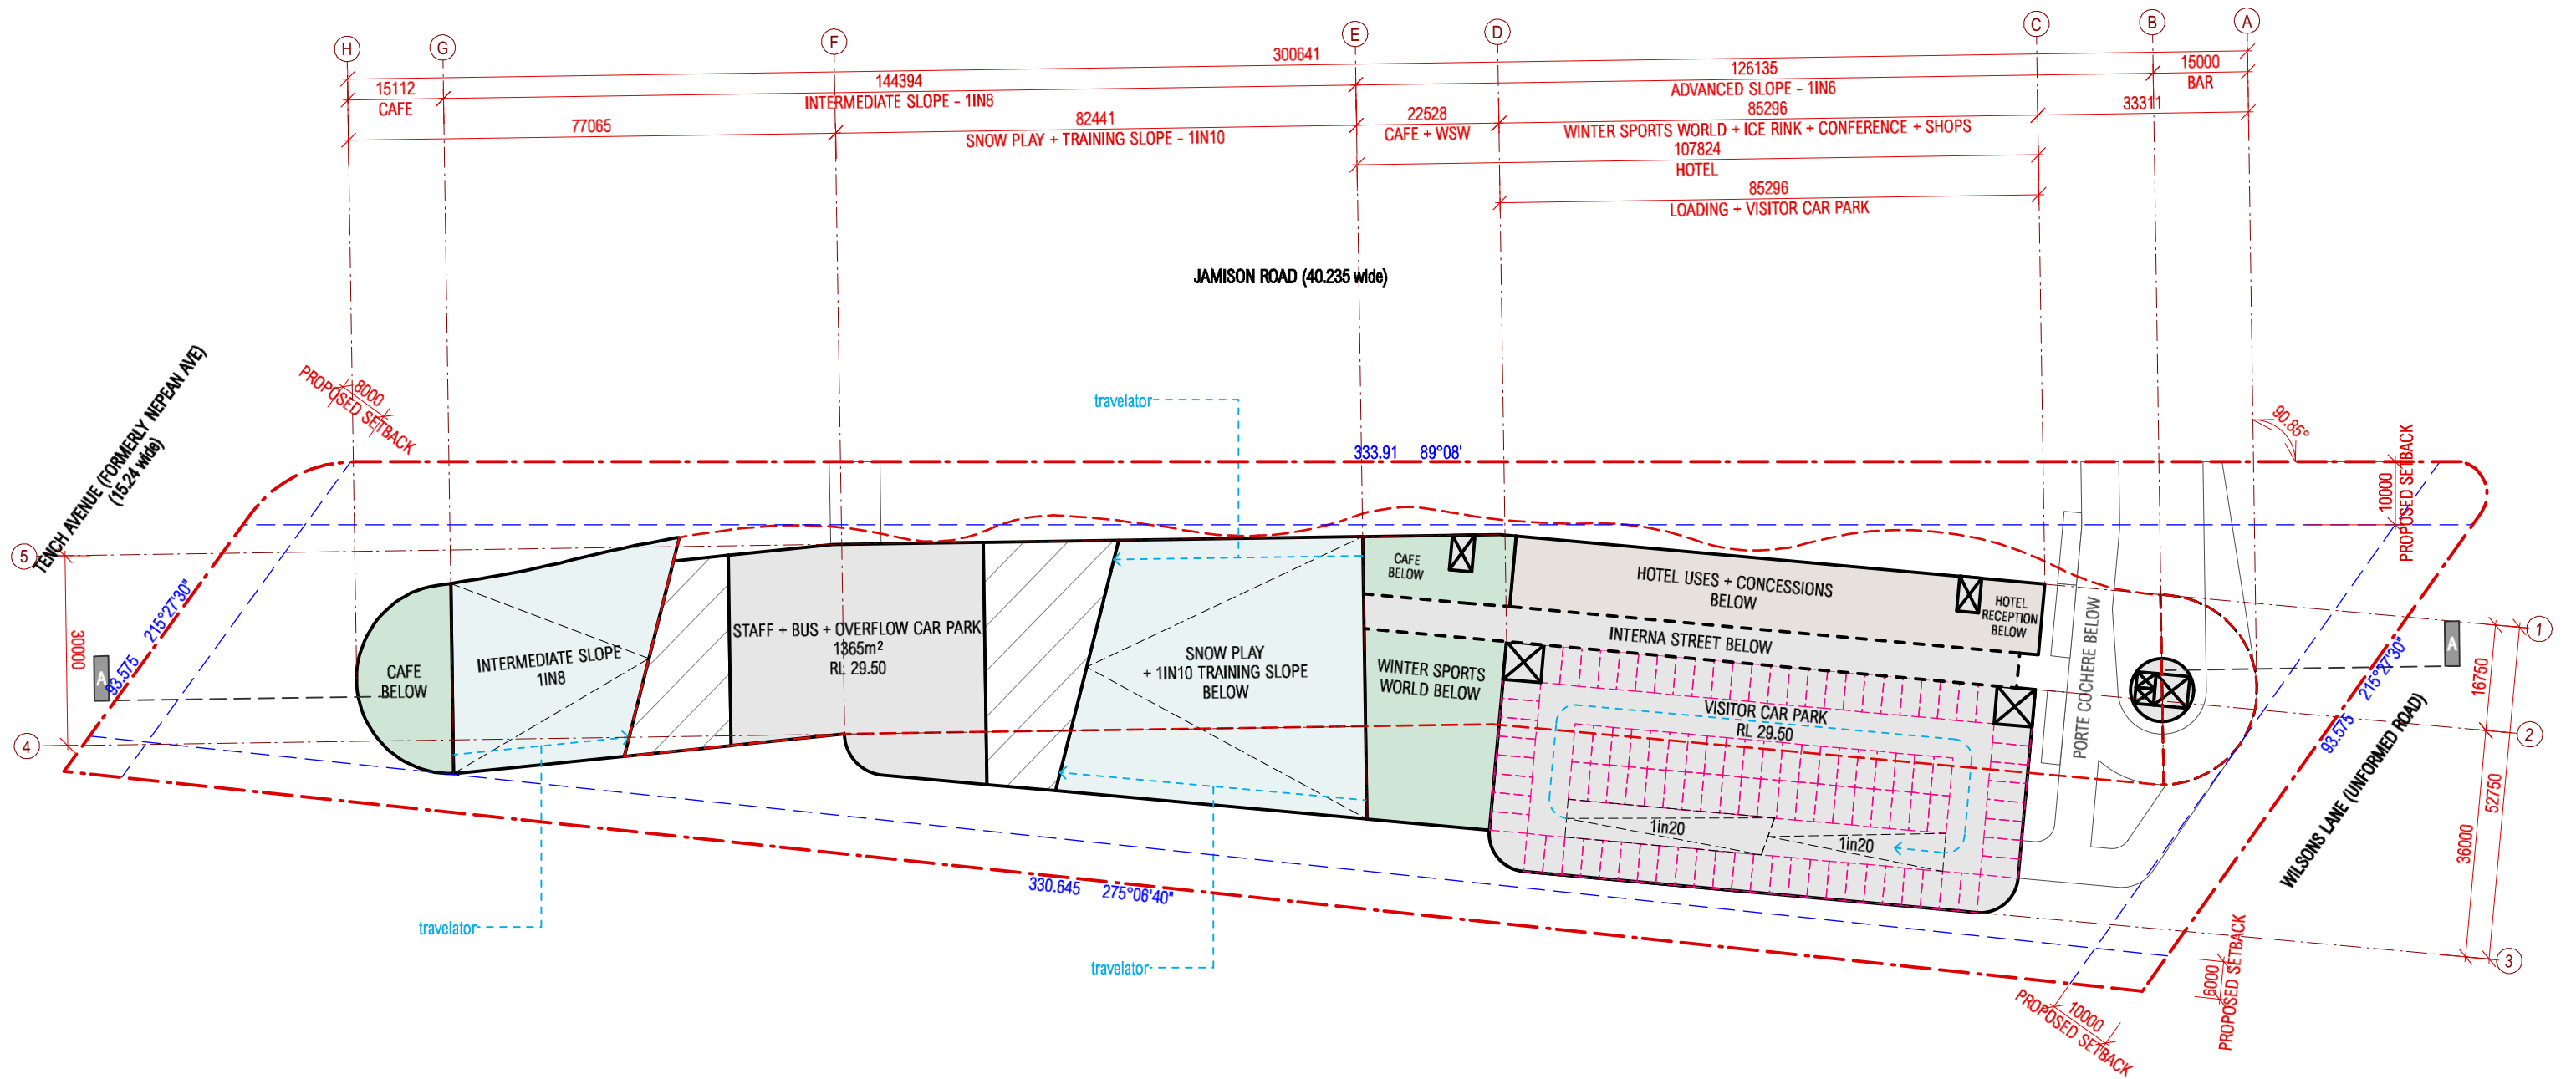 H
G
F
E
D
C
B
A
300641
15112
CAFE
144394
INTERMEDIATE SLOPE - 1IN8
126135
ADVANCED SLOPE - 1IN6
15000
BAR
77065
82441
SNOW PLAY + TRAINING SLOPE - 1IN10
22528
CAFE + WSW
85296
WINTER SPORTS WORLD + ICE RINK + CONFERENCE + SHOPS
33311
107824
HOTEL
85296
LOADING + VISITOR CAR PARK
JAMISON ROAD (40.235 wide)
TENCH AVENUE (FORMERLY NEPEAN AVE)
(15.24 wide)
8000
PROPOSED SETBACK
travelator
333.91 89°08'
90.85°
10000
PROPOSED SETBACK
5
4
30000
93.575 215°27'30"
A
CAFE
BELOW
INTERMEDIATE SLOPE
1IN8
STAFF + BUS + OVERFLOW CAR PARK
1365m²
RL 29.50
SNOW PLAY
+ 1IN10 TRAINING SLOPE
BELOW
CAFE
BELOW
WINTER SPORTS
WORLD BELOW
HOTEL USES + CONCESSIONS
BELOW
HOTEL
RECEPTION
BELOW
INTERNA STREET BELOW
VISITOR CAR PARK
RL 29.50
1in20
1in20
PORTE COCHERE BELOW
A
93.575 215°27'30"
WILSONS LANE (UNFORMED ROAD)
1
2
3
16750
52750
36000
330.645 275°06'40"
travelator
travelator
10000
PROPOSED SETBACK
6000
PROPOSED SETBACK